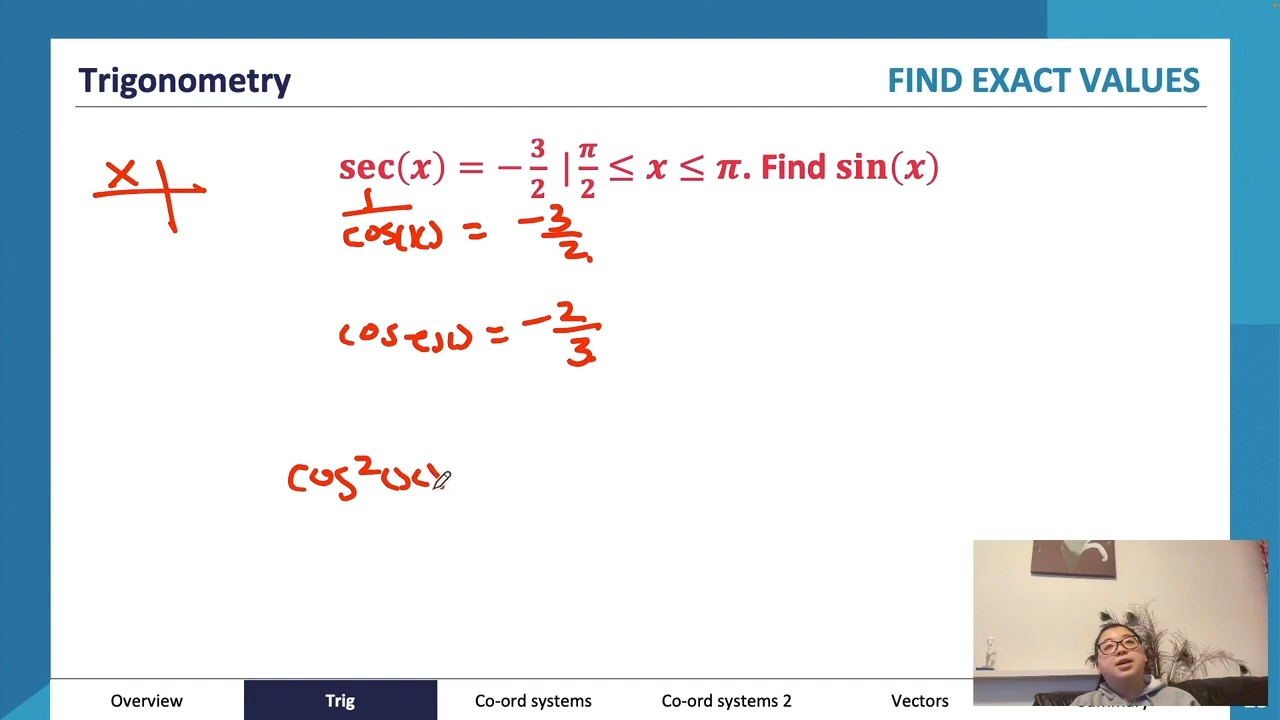 Trigonometry
FIND EXACT VALUES
sec(x) = −3/2 | π/2 ≤ x ≤ π. Find sin(x)
x
1/cos(x) = −3/2
cos(x) = −2/3
cos²(x)
Overview Trig Co-ord systems Co-ord systems 2 Vectors